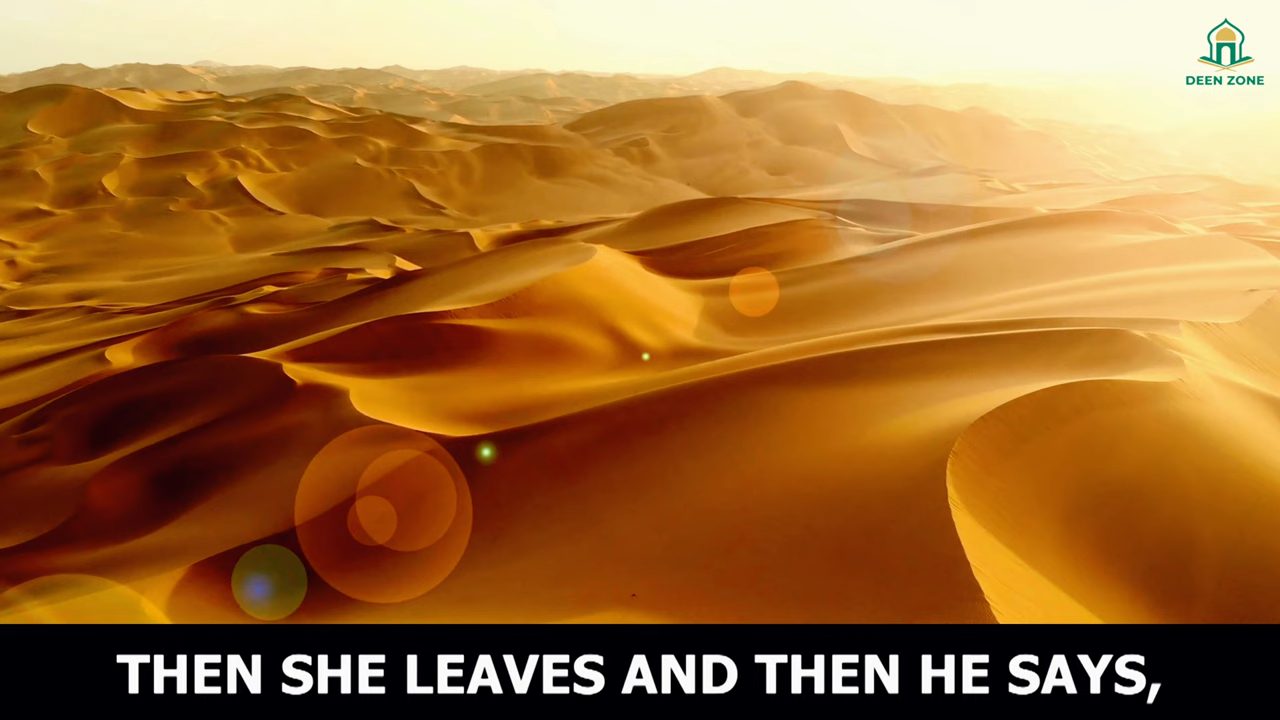 DEEN ZONE
THEN SHE LEAVES AND THEN HE SAYS,